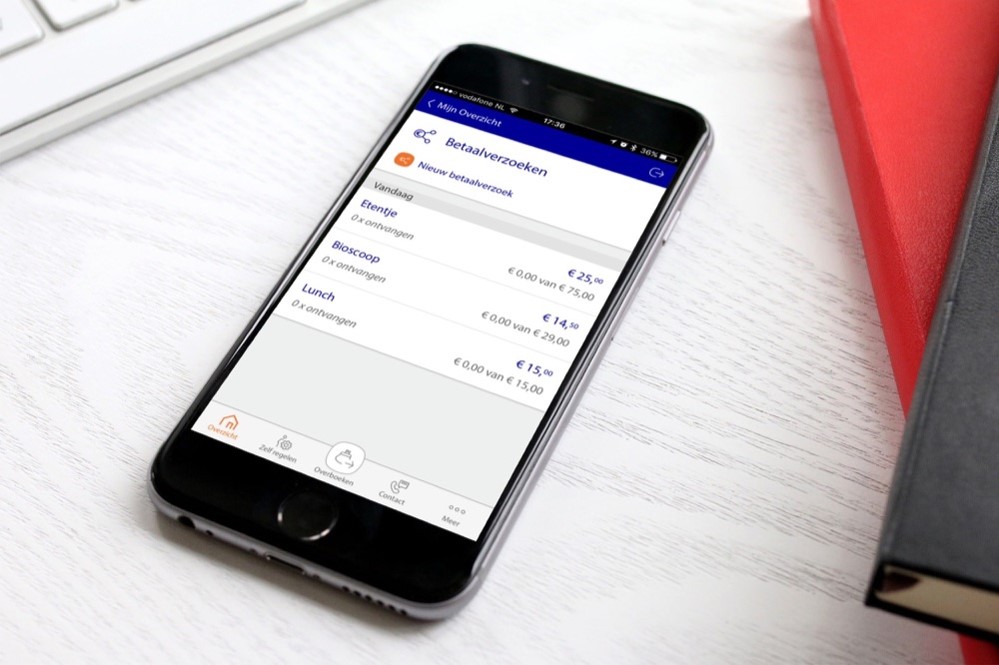 vodafone NL 17:36 36%
Mijn Overzicht
Betaalverzoeken
Nieuw betaalverzoek
Vandaag
Etentje € 25,00
0 x ontvangen € 0,00 van € 75,00
Bioscoop € 14,50
0 x ontvangen € 0,00 van € 29,00
Lunch € 15,00
0 x ontvangen € 0,00 van € 15,00
Overzicht Zelf regelen Overboeken Contact Meer